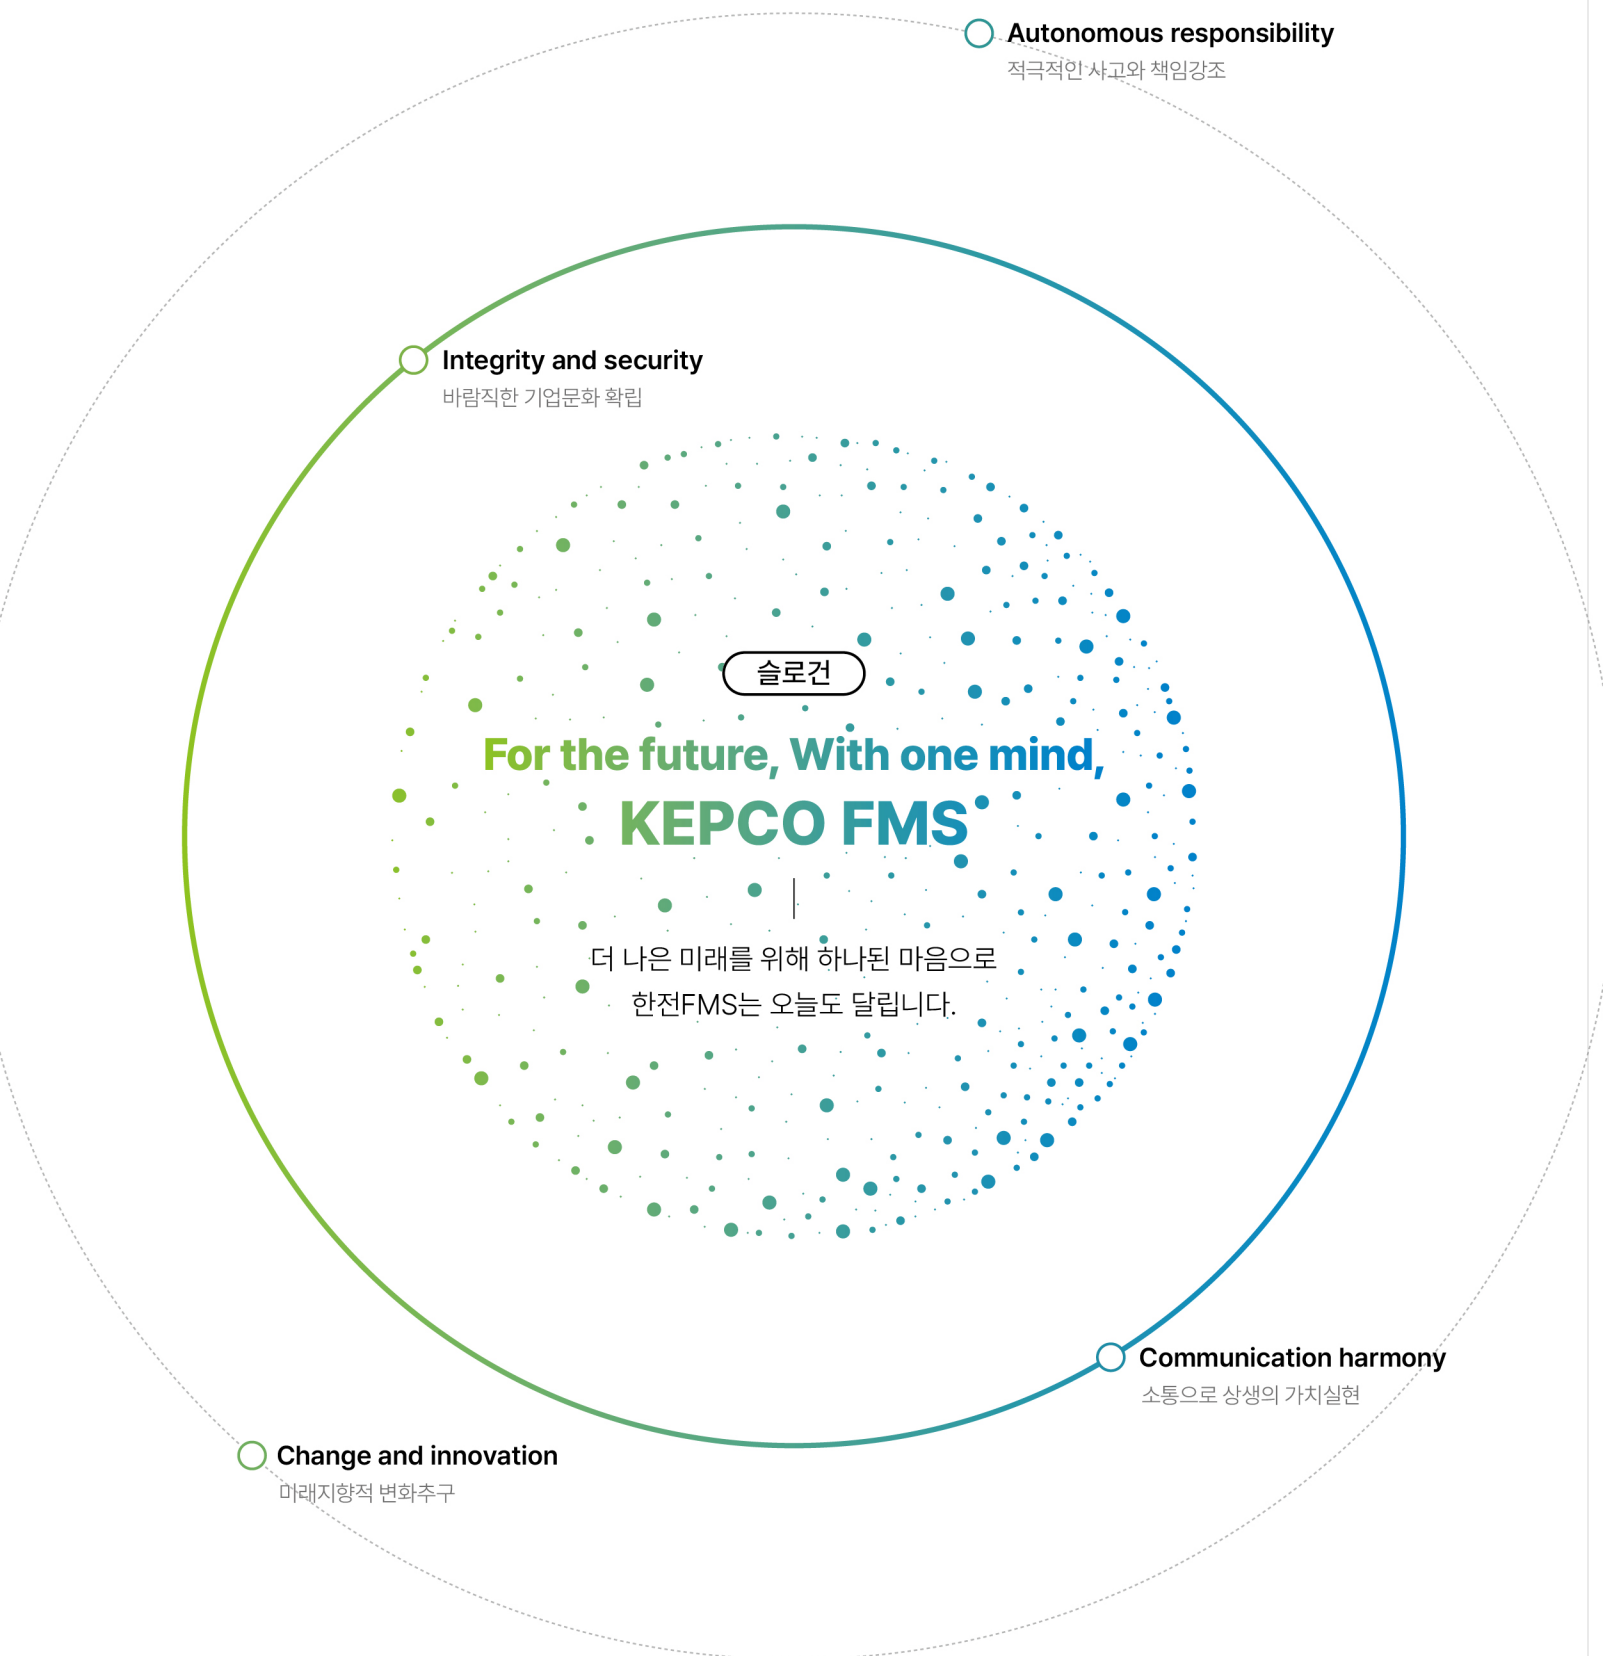 Autonomous responsibility
적극적인 사고와 책임강조
Integrity and security
바람직한 기업문화 확립
슬로건
For the future, With one mind,
KEPCO FMS
더 나은 미래를 위해 하나된 마음으로
한전FMS는 오늘도 달립니다.
Communication harmony
소통으로 상생의 가치실현
Change and innovation
미래지향적 변화추구